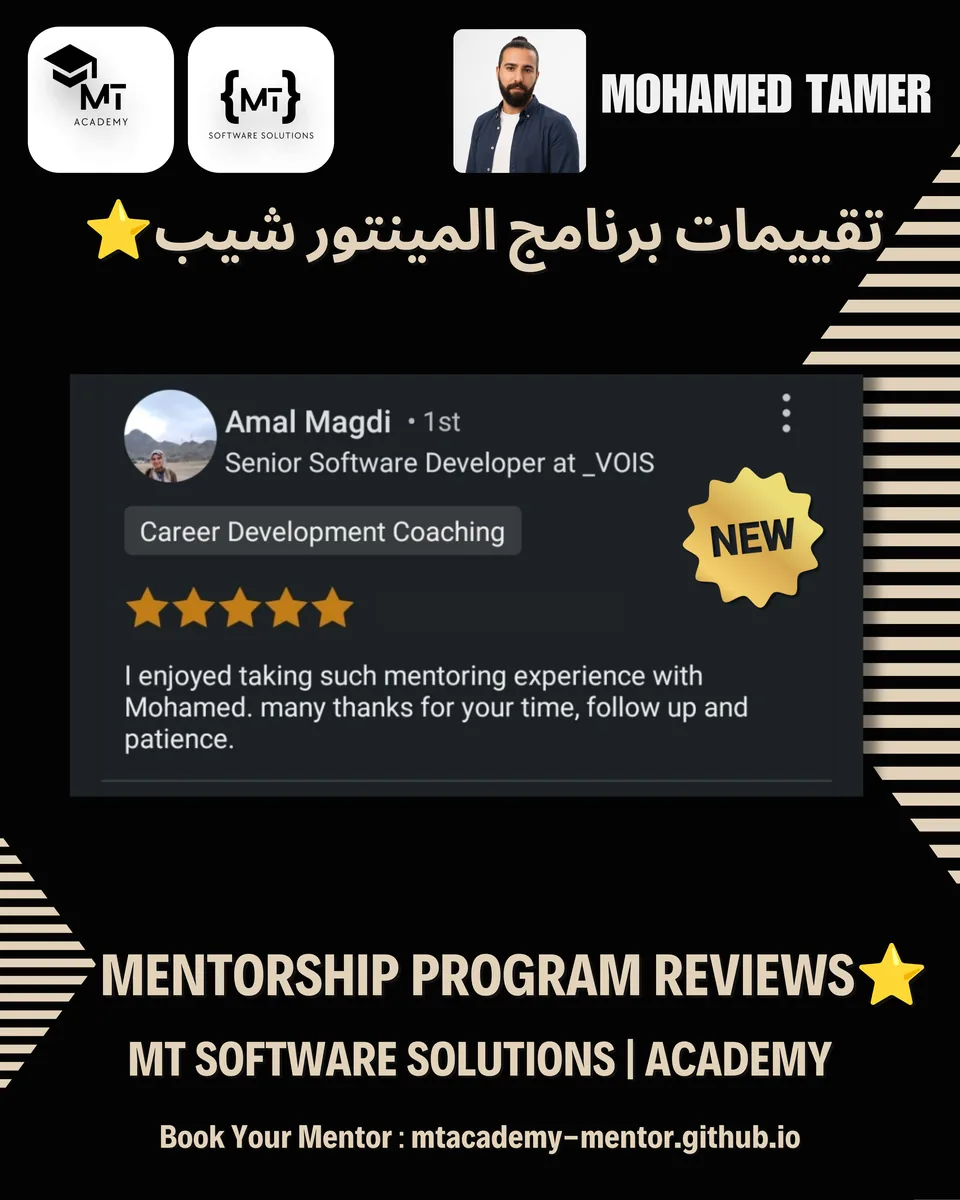 MT
ACADEMY
{MT}
SOFTWARE SOLUTIONS
MOHAMED TAMER
تقييمات برنامج المينتور شيب⭐
Amal Magdi • 1st
Senior Software Developer at _VOIS
Career Development Coaching
NEW
I enjoyed taking such mentoring experience with
Mohamed. many thanks for your time, follow up and
patience.
MENTORSHIP PROGRAM REVIEWS⭐
MT SOFTWARE SOLUTIONS | ACADEMY
Book Your Mentor : mtacademy-mentor.github.io